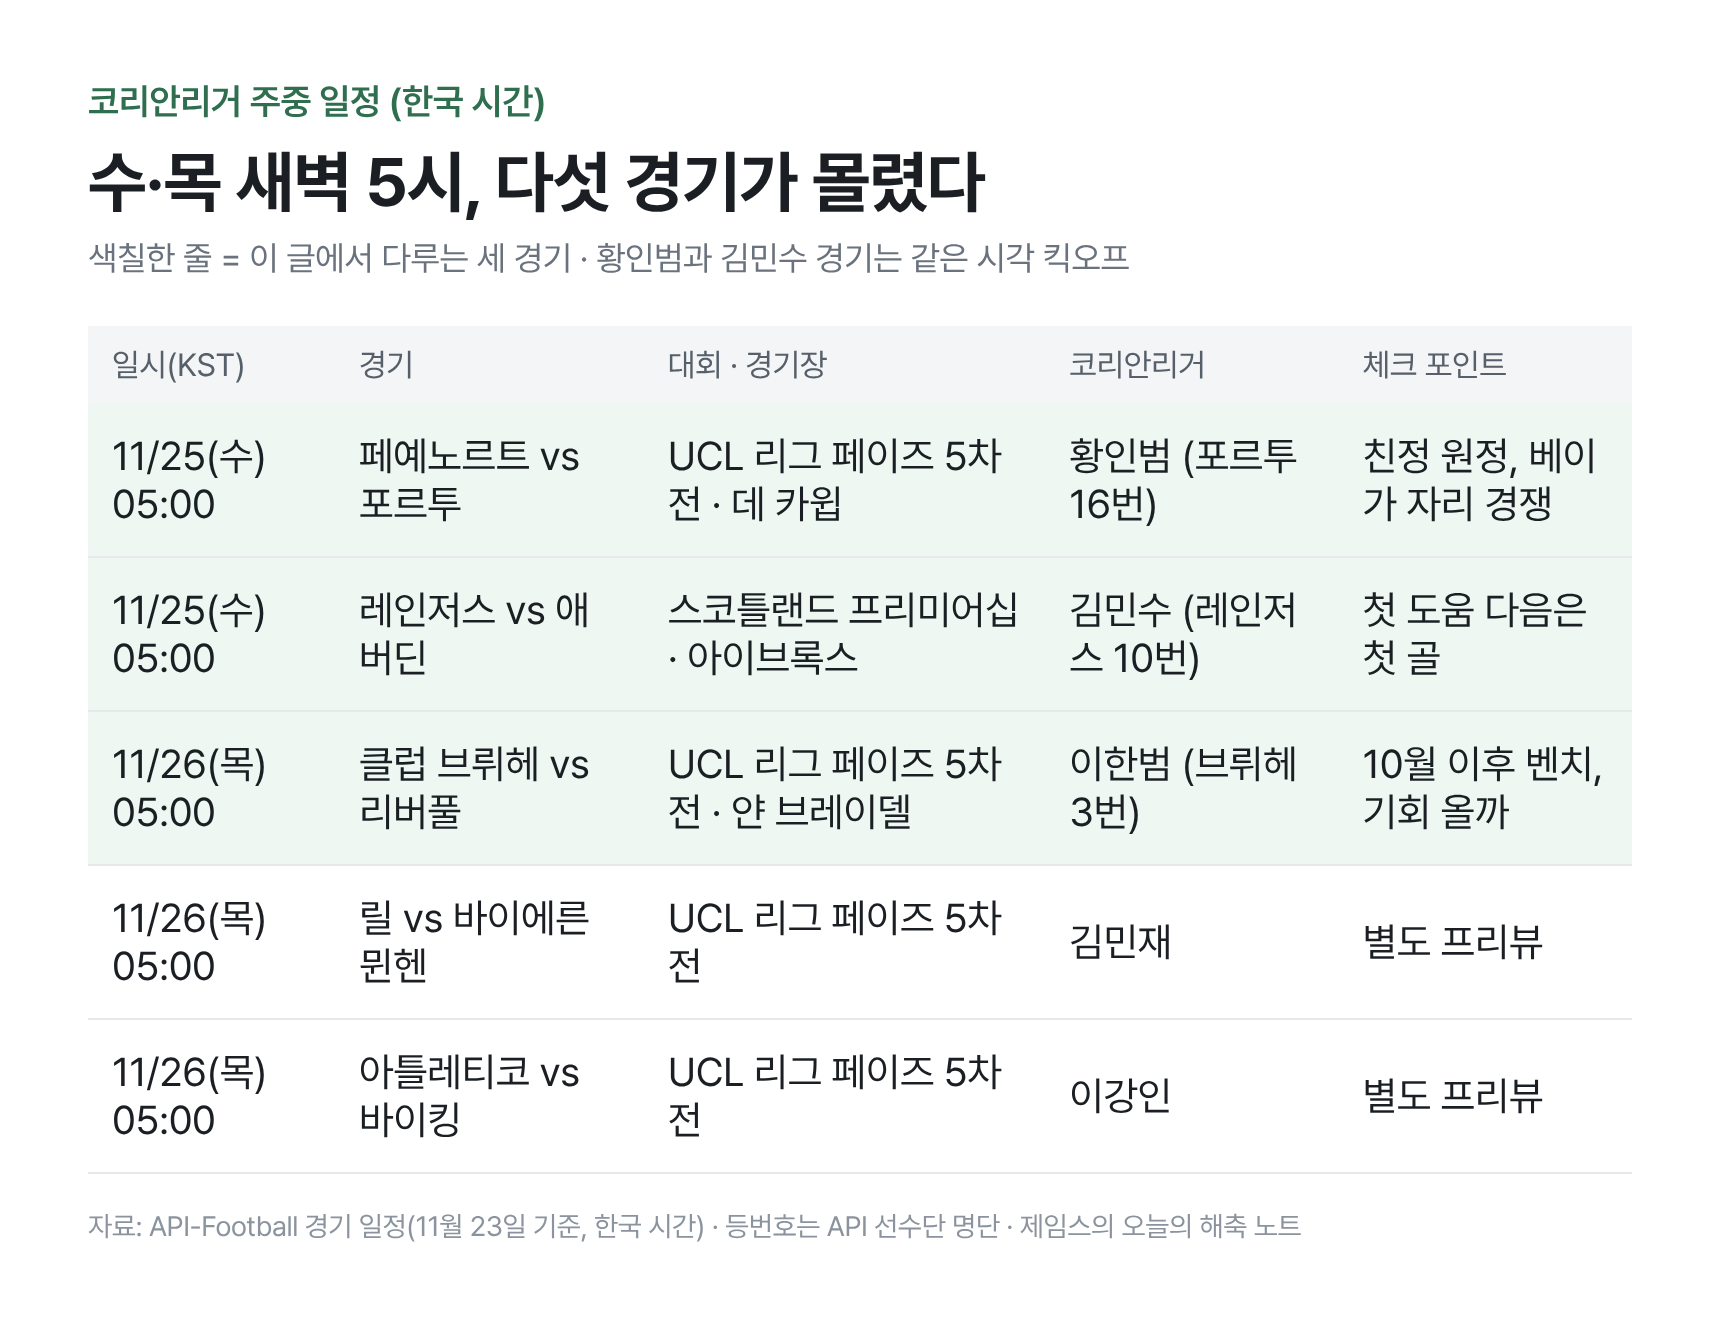 코리안리거 주중 일정 (한국 시간)
수·목 새벽 5시, 다섯 경기가 몰렸다
색칠한 줄 = 이 글에서 다루는 세 경기 · 황인범과 김민수 경기는 같은 시각 킥오프
일시(KST) 경기 대회 · 경기장 코리안리거 체크 포인트
11/25(수) 페예노르트 vs UCL 리그 페이즈 5차 황인범 (포르투 친정 원정, 베이
05:00 포르투 전 · 데 카윕 16번) 가 자리 경쟁
11/25(수) 레인저스 vs 애 스코틀랜드 프리미어십 김민수 (레인저 첫 도움 다음은
05:00 버딘 · 아이브록스 스 10번) 첫 골
11/26(목) 클럽 브뤼헤 vs UCL 리그 페이즈 5차 이한범 (브뤼헤 10월 이후 벤치,
05:00 리버풀 전 · 얀 브레이델 3번) 기회 올까
11/26(목) 릴 vs 바이에른 UCL 리그 페이즈 5차 김민재 별도 프리뷰
05:00 뮌헨 전
11/26(목) 아틀레티코 vs UCL 리그 페이즈 5차 이강인 별도 프리뷰
05:00 바이킹 전
자료: API-Football 경기 일정(11월 23일 기준, 한국 시간) · 등번호는 API 선수단 명단 · 제임스의 오늘의 해축 노트